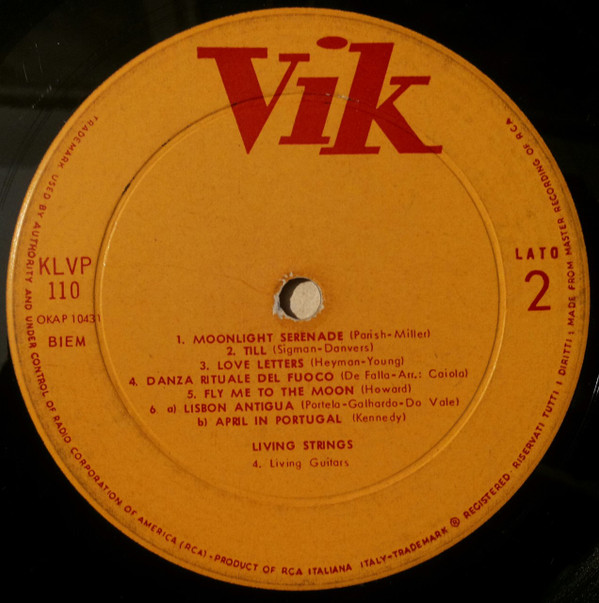 Vik
KLVP
110
OKAP 10431
BIEM
LATO
2
1. MOONLIGHT SERENADE (Parish-Miller)
2. TILL (Sigman-Danvers)
3. LOVE LETTERS (Heyman-Young)
4. DANZA RITUALE DEL FUOCO (De Falla-Arr.: Caiola)
5. FLY ME TO THE MOON (Howard)
6. a) LISBON ANTIGUA (Portela-Galhardo-Do Vale)
b) APRIL IN PORTUGAL (Kennedy)
LIVING STRINGS
4. Living Guitars
TRADEMARK USED BY AUTHORITY AND UNDER CONTROL OF RADIO CORPORATION OF AMERICA (RCA)-PRODUCT OF RCA ITALIANA ITALY-TRADEMARK ® REGISTERED-RISERVATI TUTTI I DIRITTI | MADE FROM MASTER RECORDING OF RCA